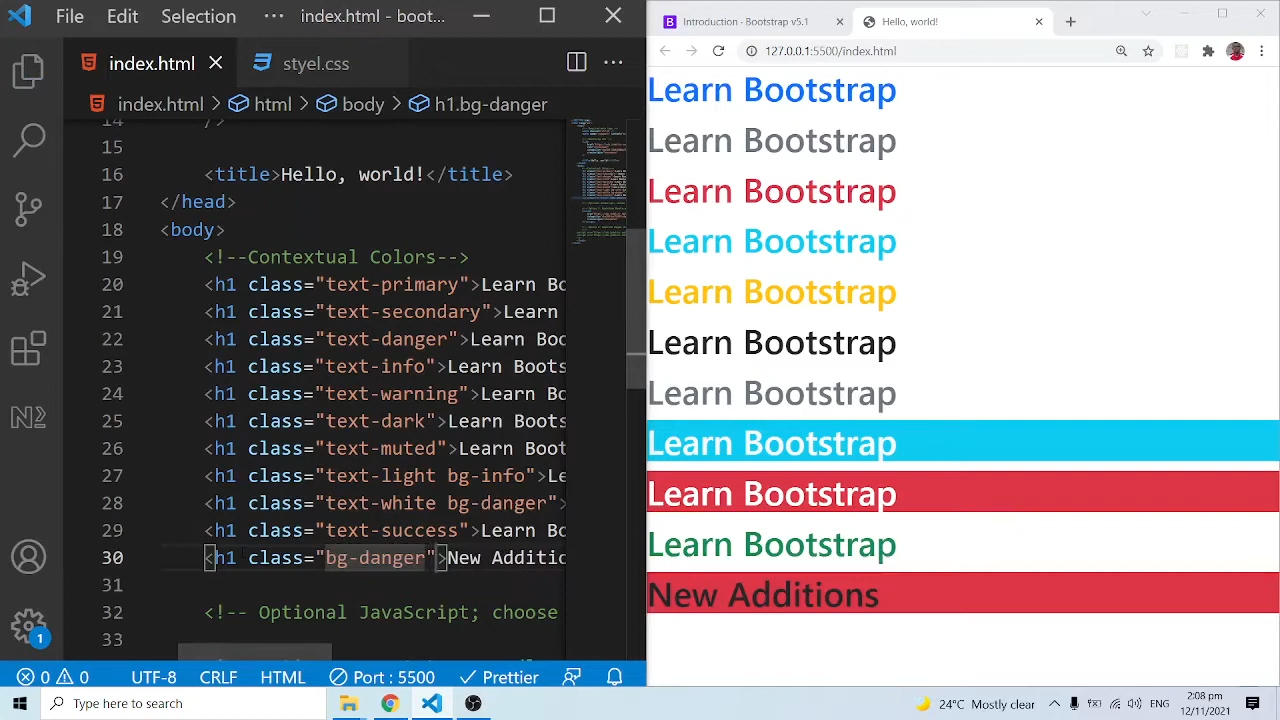 File Edit Selection ··· index.html - Boots...
index.html styel.css
index.html > html > body > h1.bg-danger
14 />
15
16 <title>Hello, world!</title>
17 </head>
18 <body>
19 <!--Contextual Colors-->
20 <h1 class="text-primary">Learn Bo
21 <h1 class="text-secondary">Learn
22 <h1 class="text-danger">Learn Boo
23 <h1 class="text-info">Learn Boots
24 <h1 class="text-warning">Learn Bo
25 <h1 class="text-dark">Learn Boots
26 <h1 class="text-muted">Learn Boot
27 <h1 class="text-light bg-info">Le
28 <h1 class="text-white bg-danger">
29 <h1 class="text-success">Learn Bo
30 <h1 class="bg-danger">New Additio
31
32 <!-- Optional JavaScript; choose
33
1
0 0 UTF-8 CRLF HTML Port : 5500 Prettier
Introduction - Bootstrap v5.1 Hello, world!
127.0.0.1:5500/index.html
Learn Bootstrap
Learn Bootstrap
Learn Bootstrap
Learn Bootstrap
Learn Bootstrap
Learn Bootstrap
Learn Bootstrap
Learn Bootstrap
Learn Bootstrap
Learn Bootstrap
New Additions
Type here to search
24°C Mostly clear ENG 2:08 pm
12/11/2021